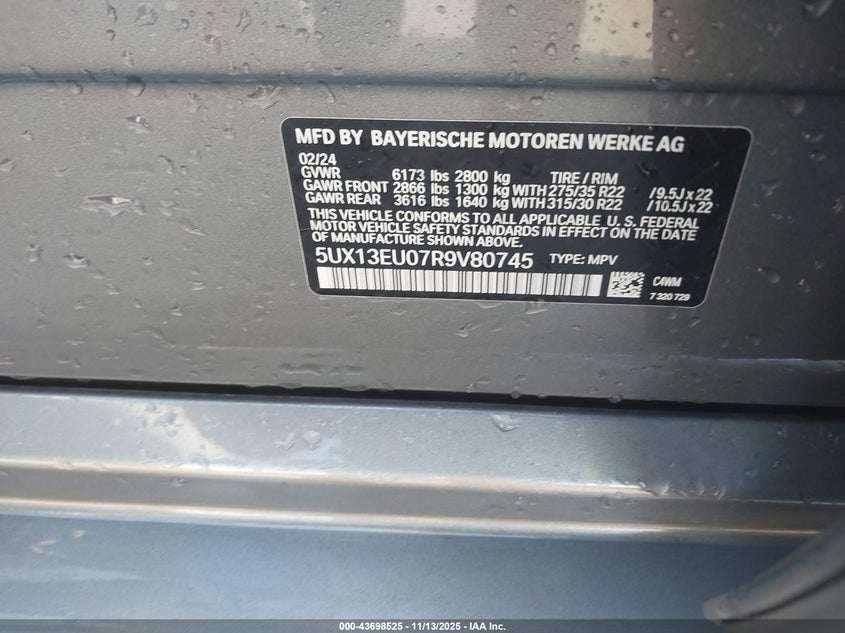 MFD BY BAYERISCHE MOTOREN WERKE AG
02/24
GVWR 6173 lbs 2800 kg TIRE / RIM
GAWR FRONT 2866 lbs 1300 kg WITH 275/35 R22 /9.5J x 22
GAWR REAR 3616 lbs 1640 kg WITH 315/30 R22 /10.5J x 22
THIS VEHICLE CONFORMS TO ALL APPLICABLE U. S. FEDERAL
MOTOR VEHICLE SAFETY STANDARDS IN EFFECT ON THE DATE
OF MANUFACTURE SHOWN ABOVE.
5UX13EU07R9V80745 TYPE: MPV
C4WM
7 320 729
000-43698525 - 11/13/2025 - IAA Inc.